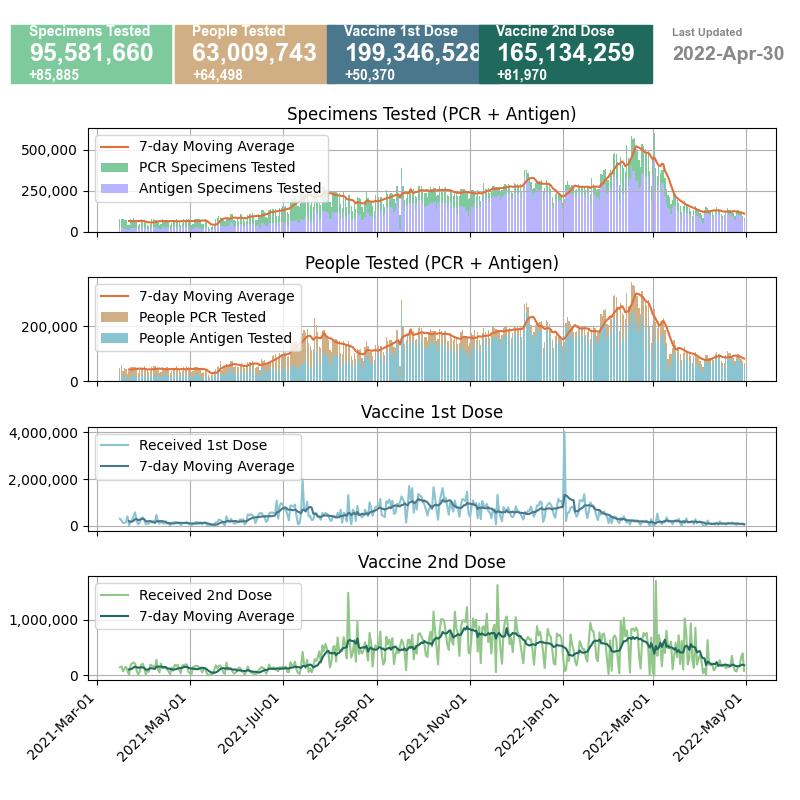 Specimens Tested
95,581,660
+85,885
People Tested
63,009,743
+64,498
Vaccine 1st Dose
199,346,528
+50,370
Vaccine 2nd Dose
165,134,259
+81,970
Last Updated
2022-Apr-30
Specimens Tested (PCR + Antigen)
500,000
250,000
0
7-day Moving Average
PCR Specimens Tested
Antigen Specimens Tested
People Tested (PCR + Antigen)
200,000
0
7-day Moving Average
People PCR Tested
People Antigen Tested
Vaccine 1st Dose
4,000,000
2,000,000
0
Received 1st Dose
7-day Moving Average
Vaccine 2nd Dose
1,000,000
0
Received 2nd Dose
7-day Moving Average
2021-Mar-01
2021-May-01
2021-Jul-01
2021-Sep-01
2021-Nov-01
2022-Jan-01
2022-Mar-01
2022-May-01